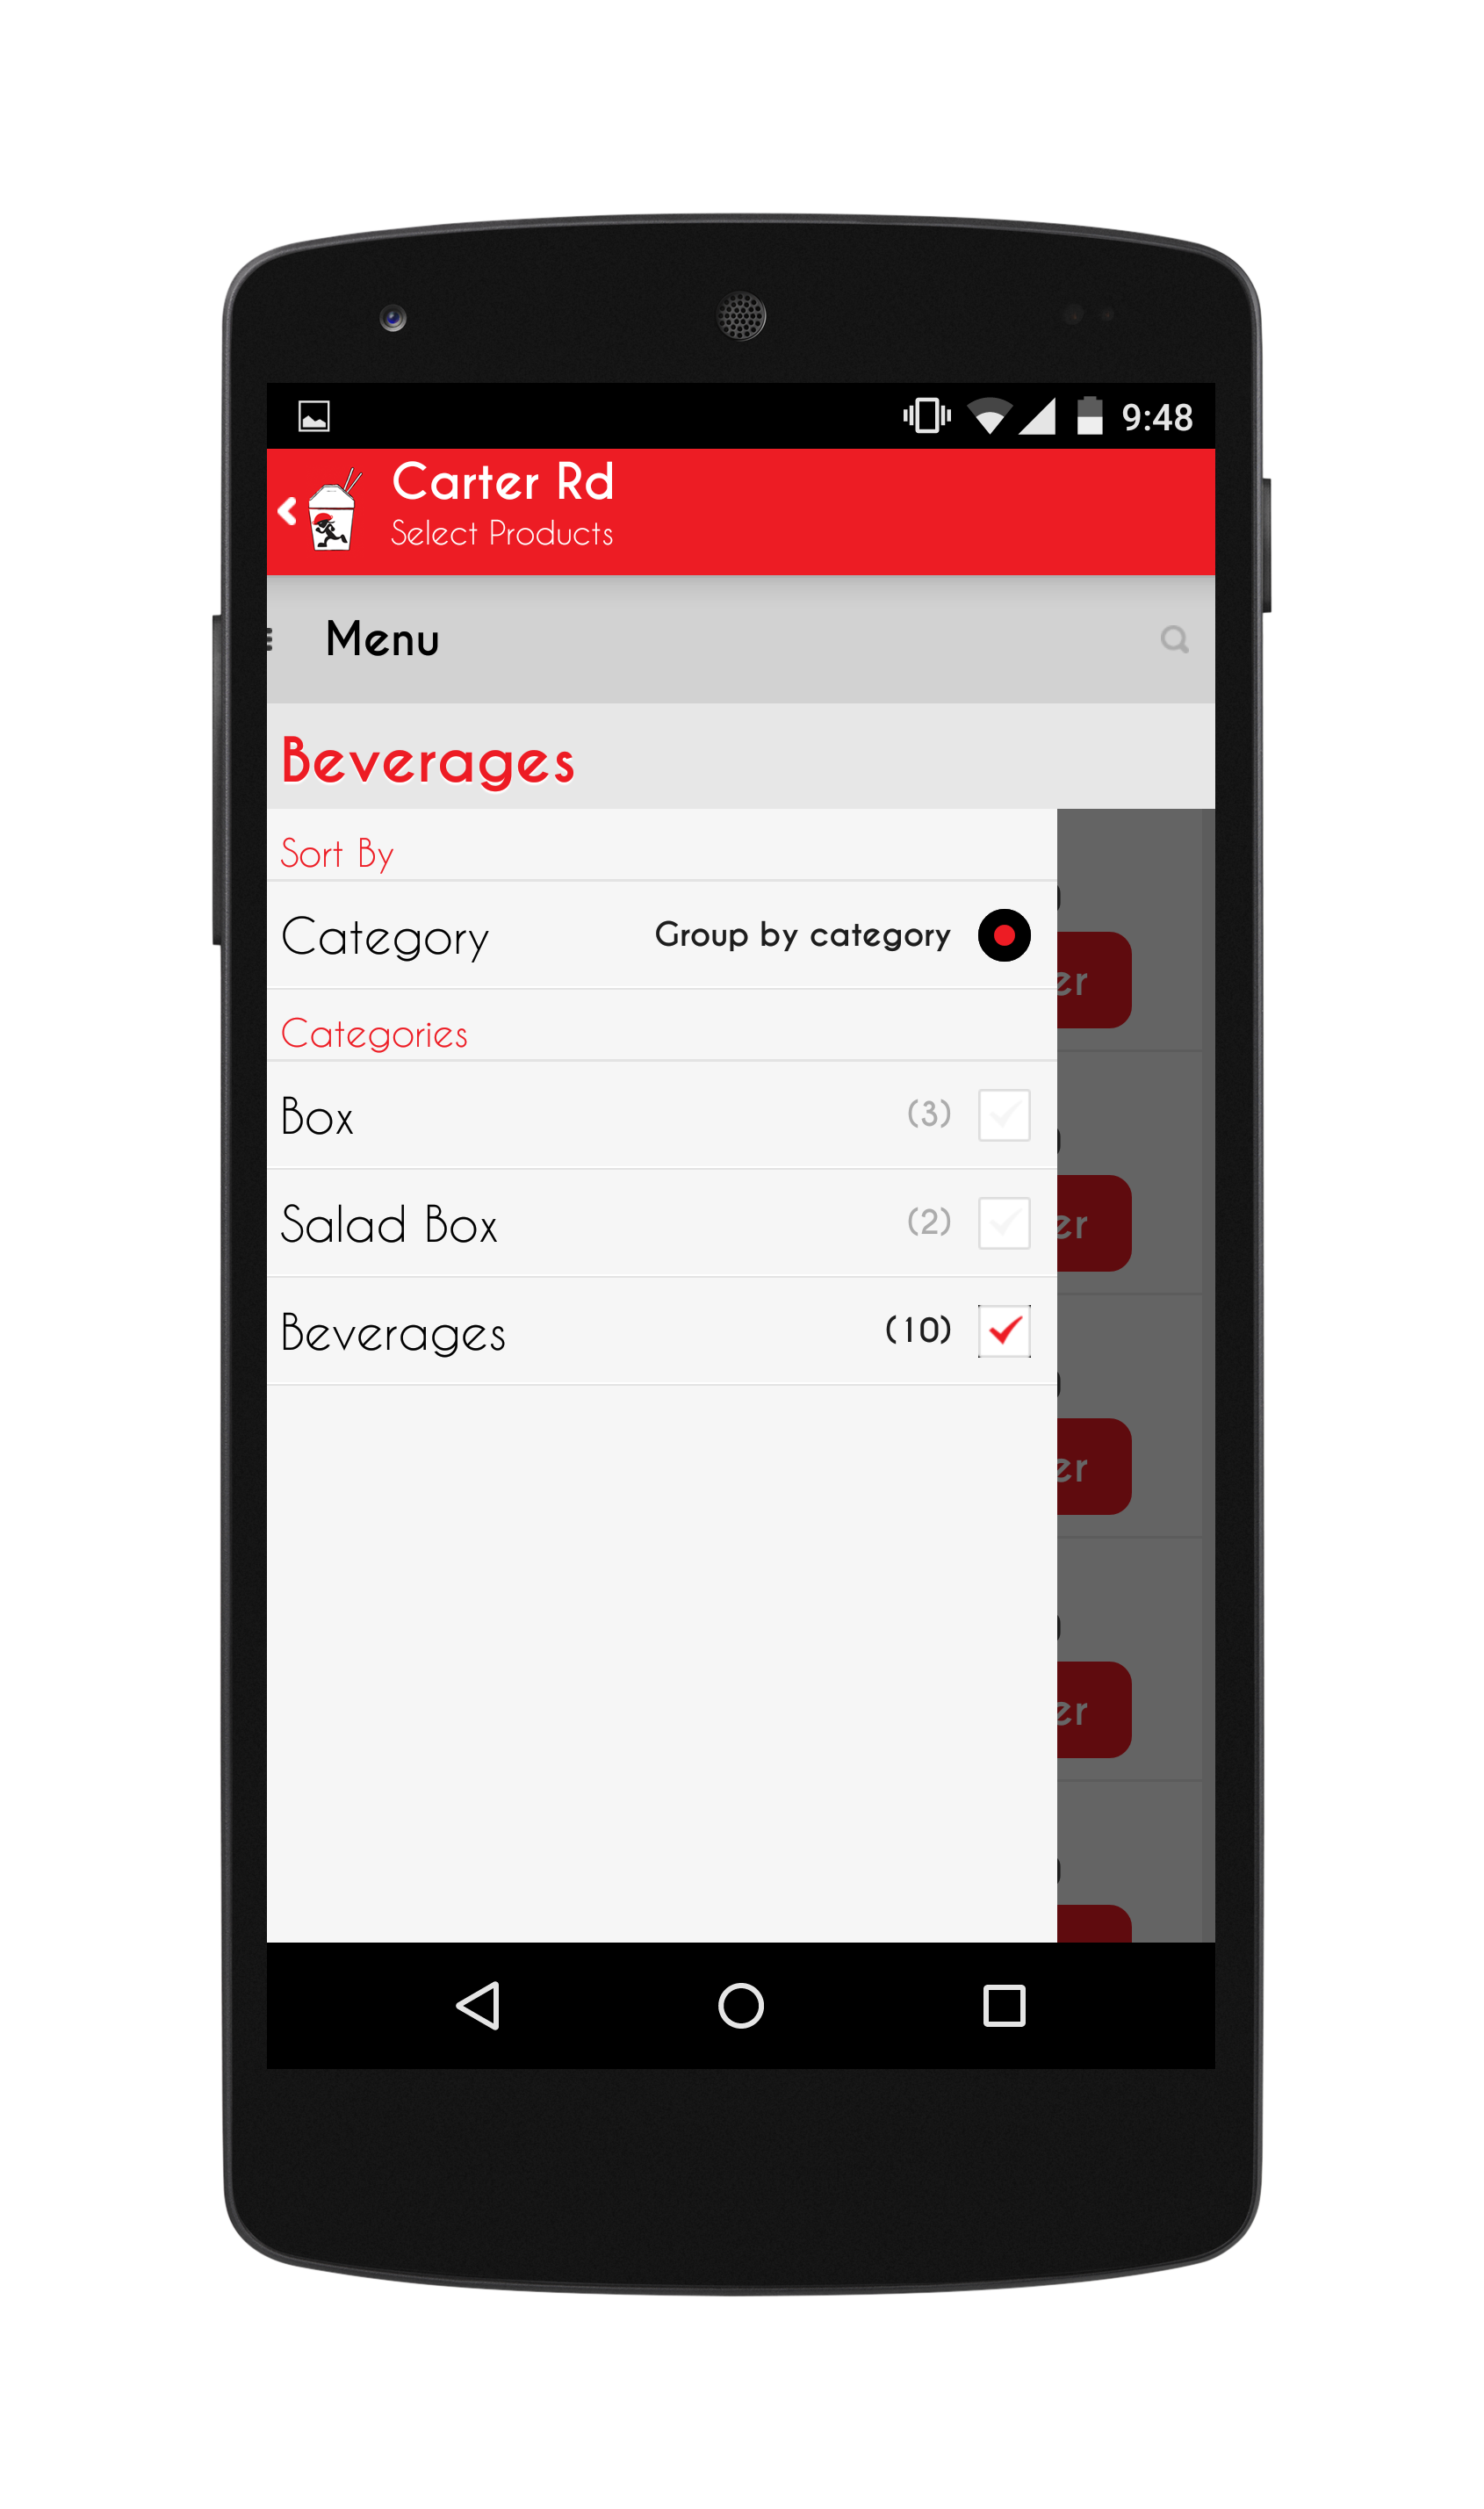 9:48
Carter Rd
Select Products
Menu
Beverages
Sort By
Category Group by category
er
Categories
Box (3)
Salad Box (2)
er
Beverages (10)
er
er